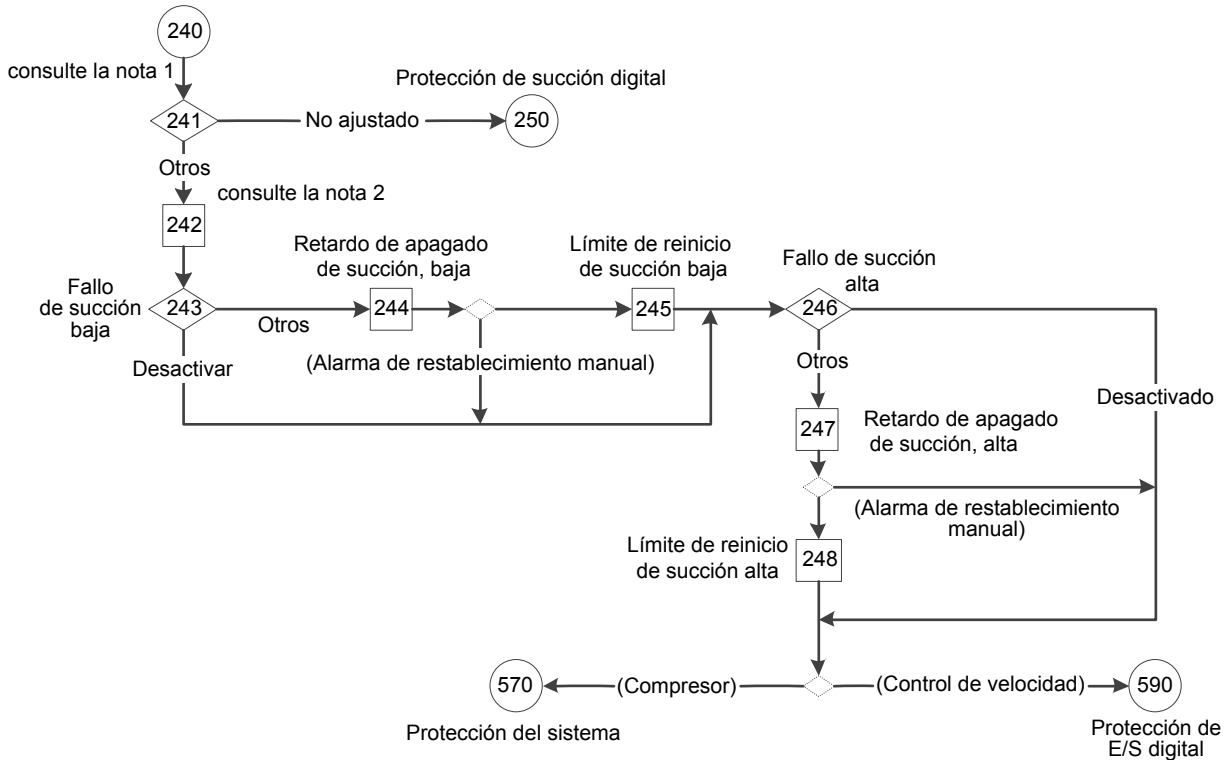 240
consulte la nota 1
Protección de succión digital
241
No ajustado
250
Otros
consulte la nota 2
242
Retardo de apagado
de succión, baja
Límite de reinicio
de succión baja
Fallo de succión
alta
Fallo
de succión
baja
243
Otros
244
245
246
Desactivar
(Alarma de restablecimiento manual)
Otros
Desactivado
247
Retardo de apagado
de succión, alta
(Alarma de restablecimiento
manual)
Límite de reinicio
de succión alta
248
570
(Compresor)
(Control de velocidad)
590
Protección del sistema
Protección de
E/S digital